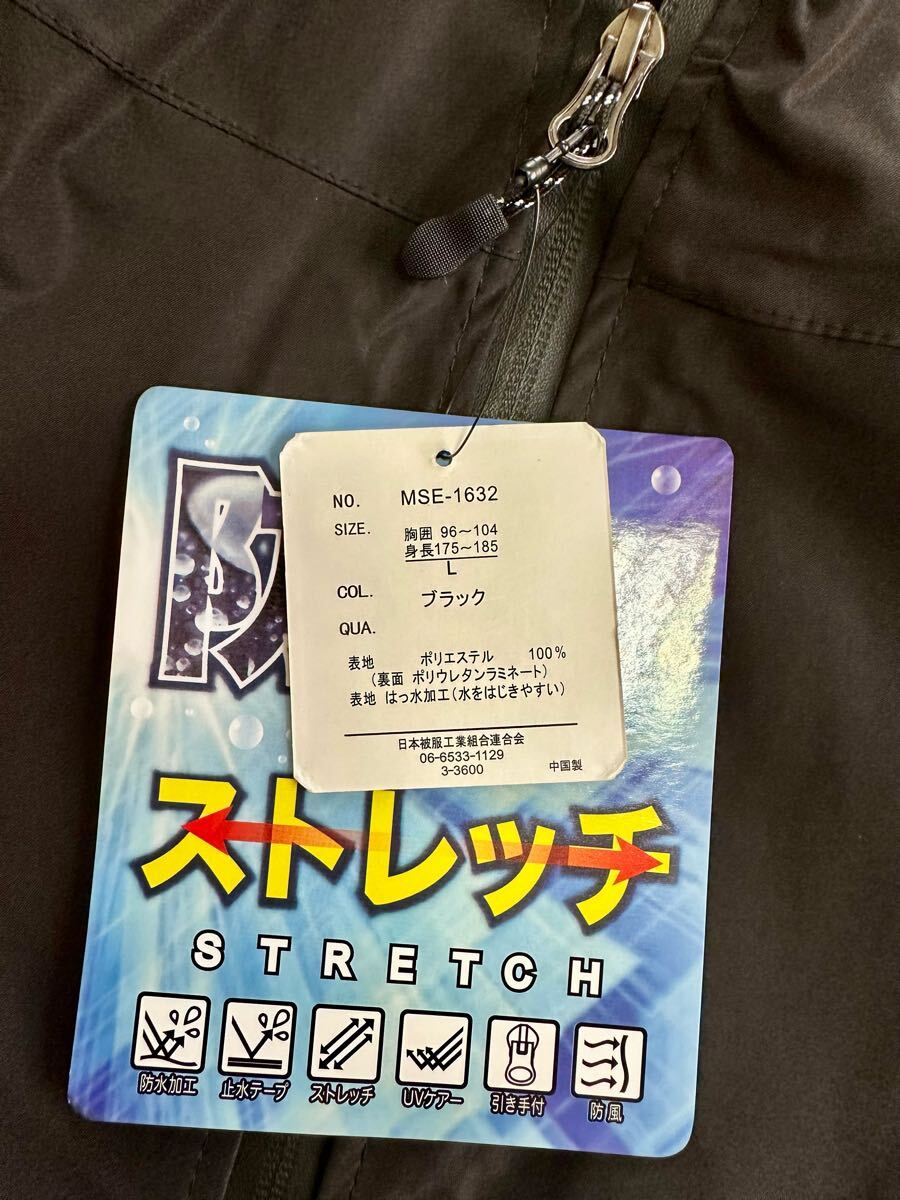 防
NO. MSE-1632
SIZE. 胸囲 96～104
身長175～185
L
COL. ブラック
QUA.
表地 ポリエステル 100%
（裏面 ポリウレタンラミネート）
表地 はっ水加工（水をはじきやすい）
日本被服工業組合連合会
06-6533-1129
3-3600 中国製
ストレッチ
STRETCH
防水加工 止水テープ ストレッチ UVケアー 引き手付 防風